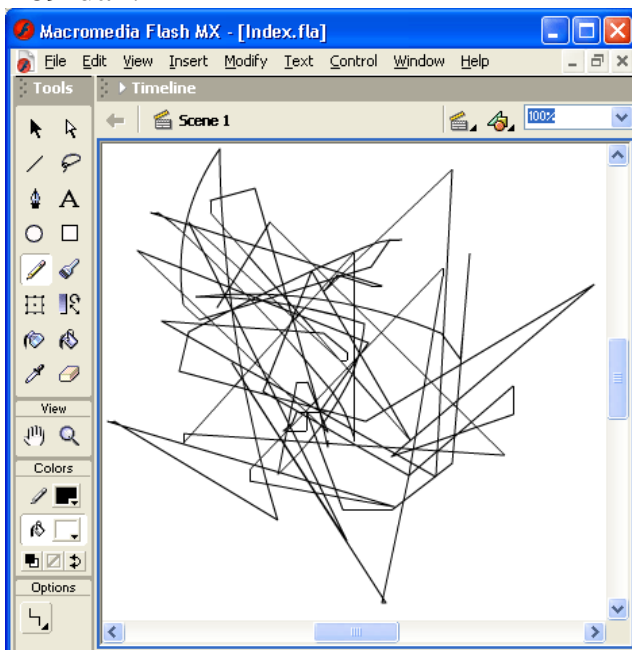 Macromedia Flash MX - [Index.fla]
File Edit View Insert Modify Text Control Window Help
Tools
Timeline
Scene 1
100%
A
View
Colors
Options